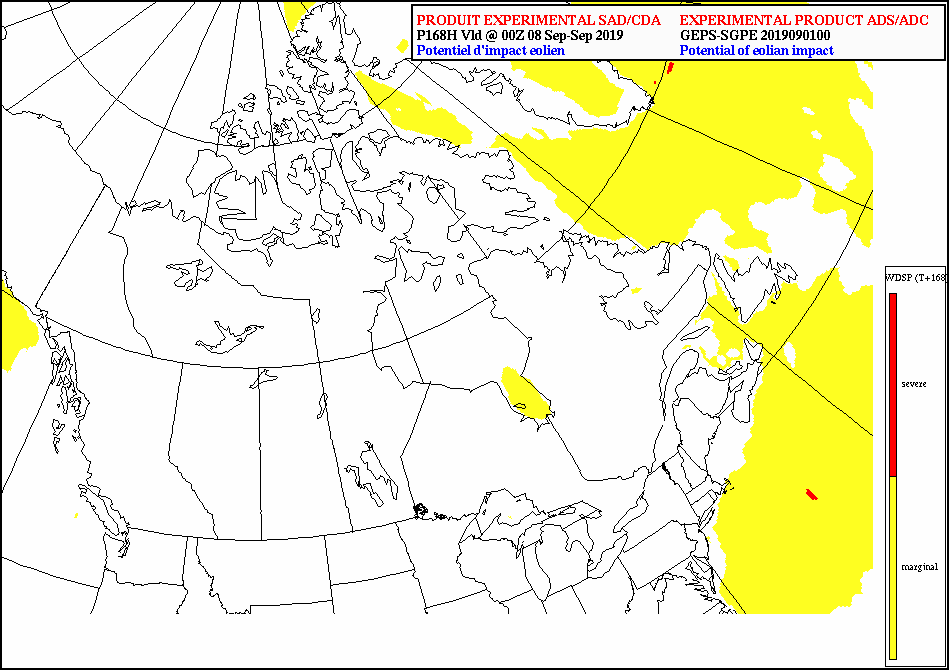 PRODUIT EXPERIMENTAL SAD/CDA EXPERIMENTAL PRODUCT ADS/ADC
P168H Vld @ 00Z 08 Sep-Sep 2019 GEPS-SGPE 2019090100
Potentiel d'impact eolien Potential of eolian impact
WDSP (T+168
severe
marginal